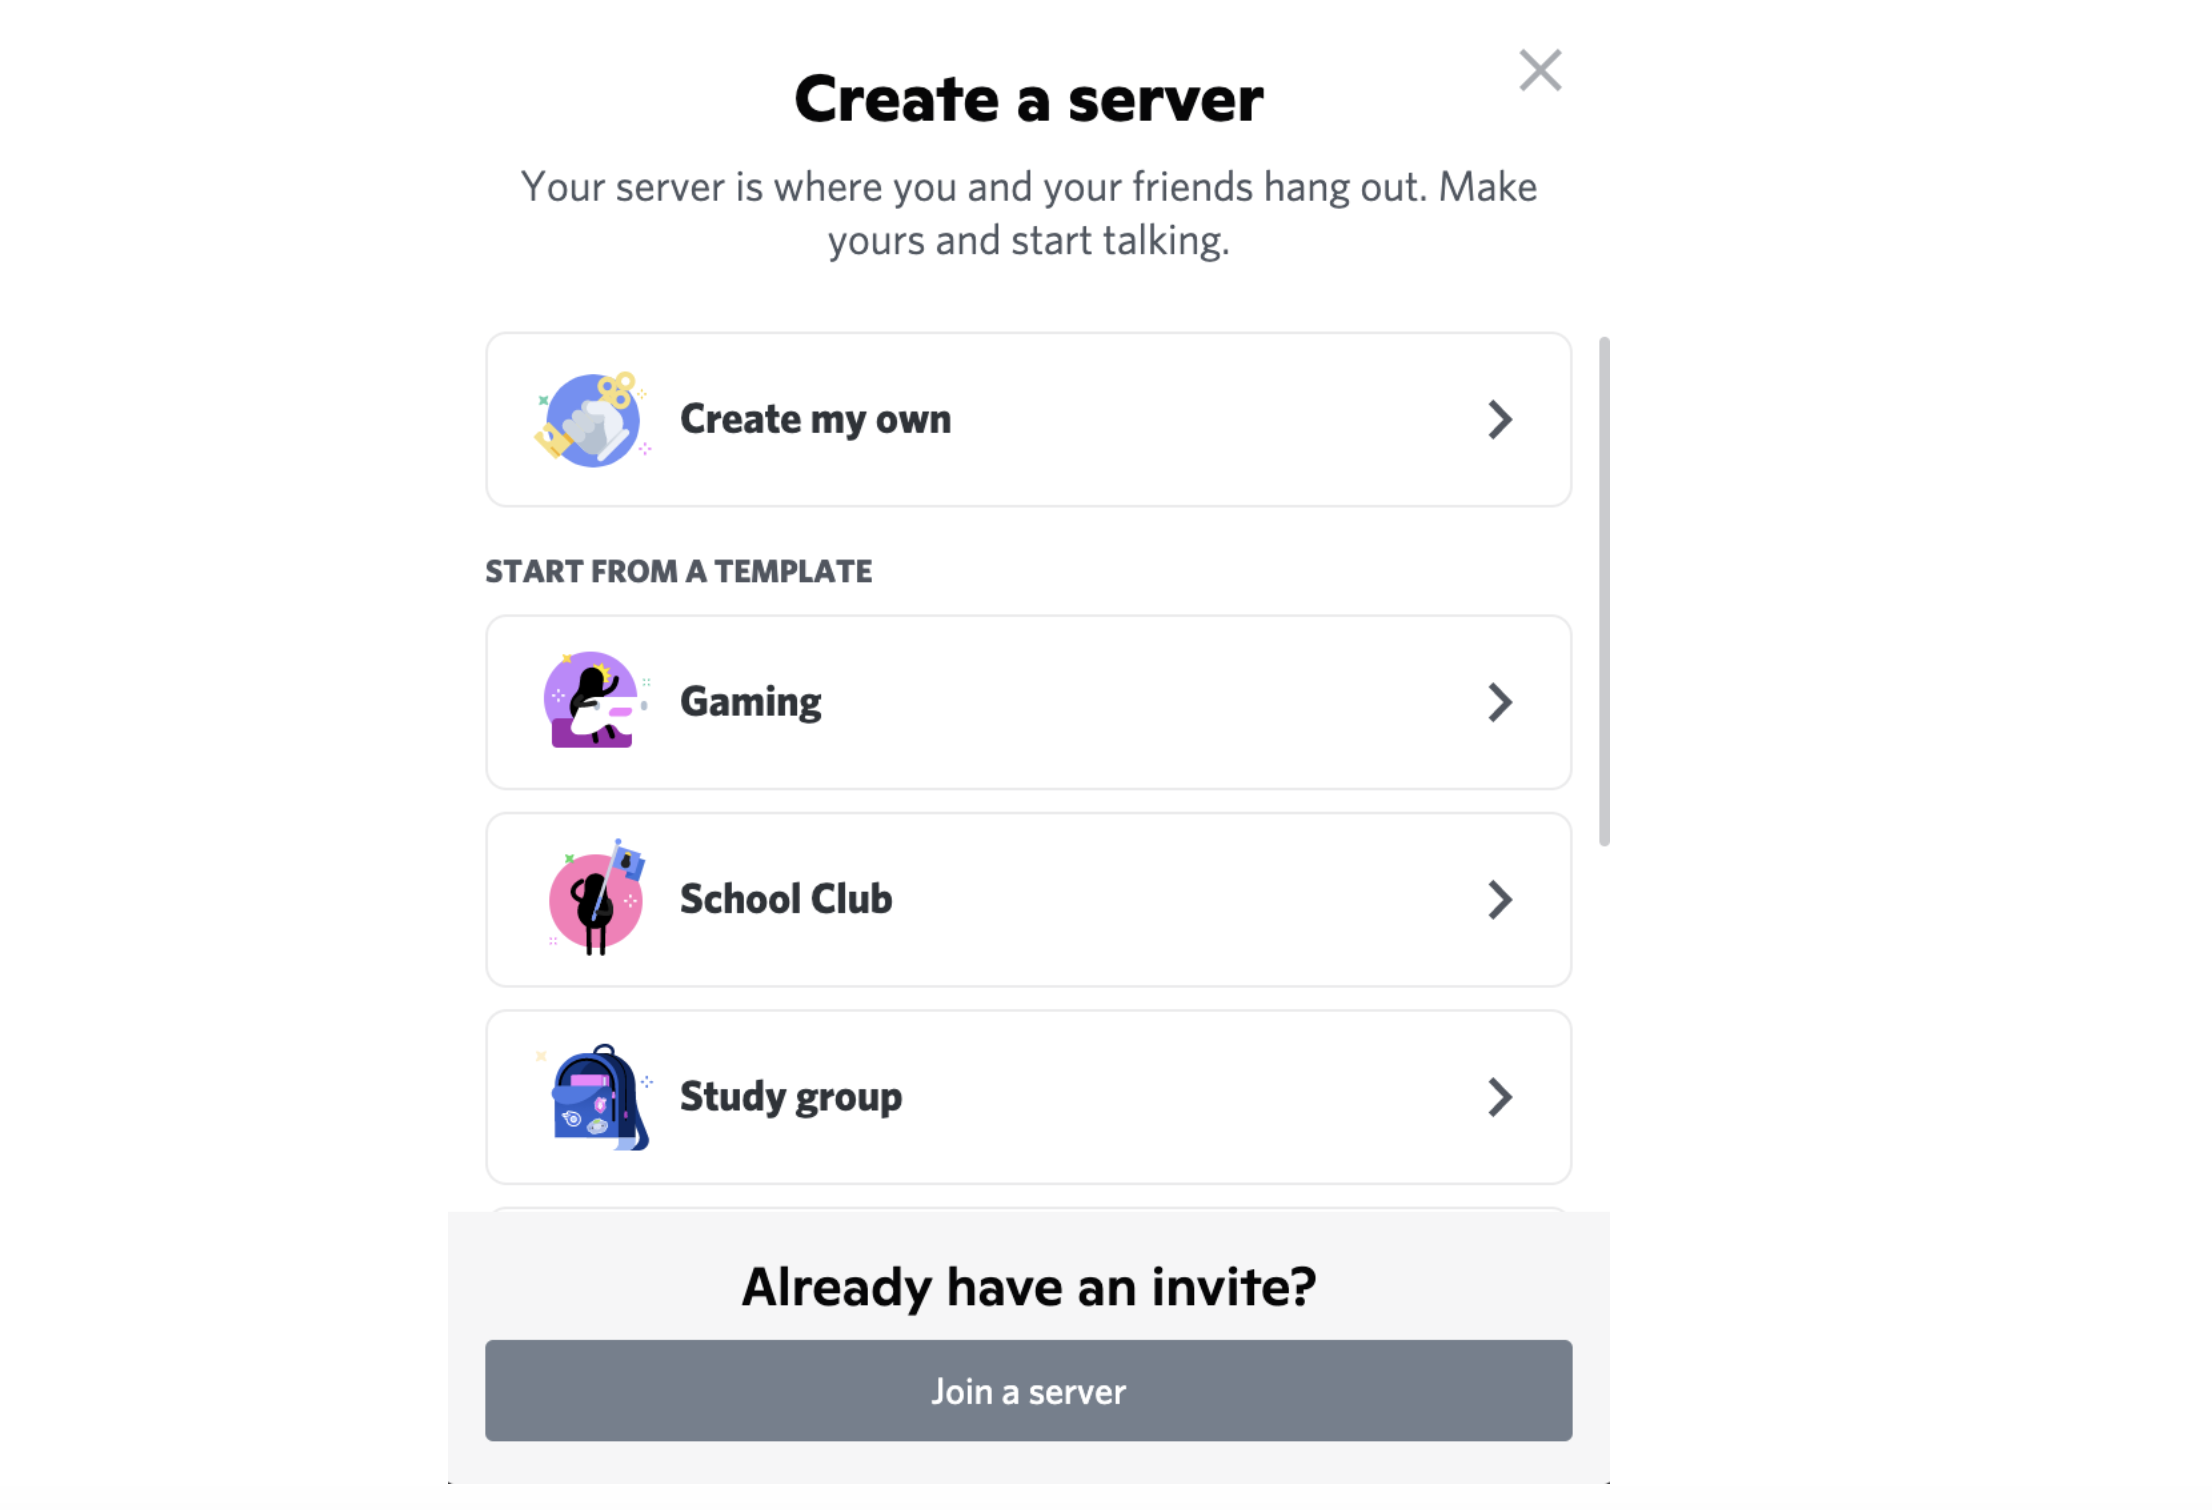 Create a server
Your server is where you and your friends hang out. Make
yours and start talking.
Create my own
START FROM A TEMPLATE
Gaming
School Club
Study group
Already have an invite?
Join a server